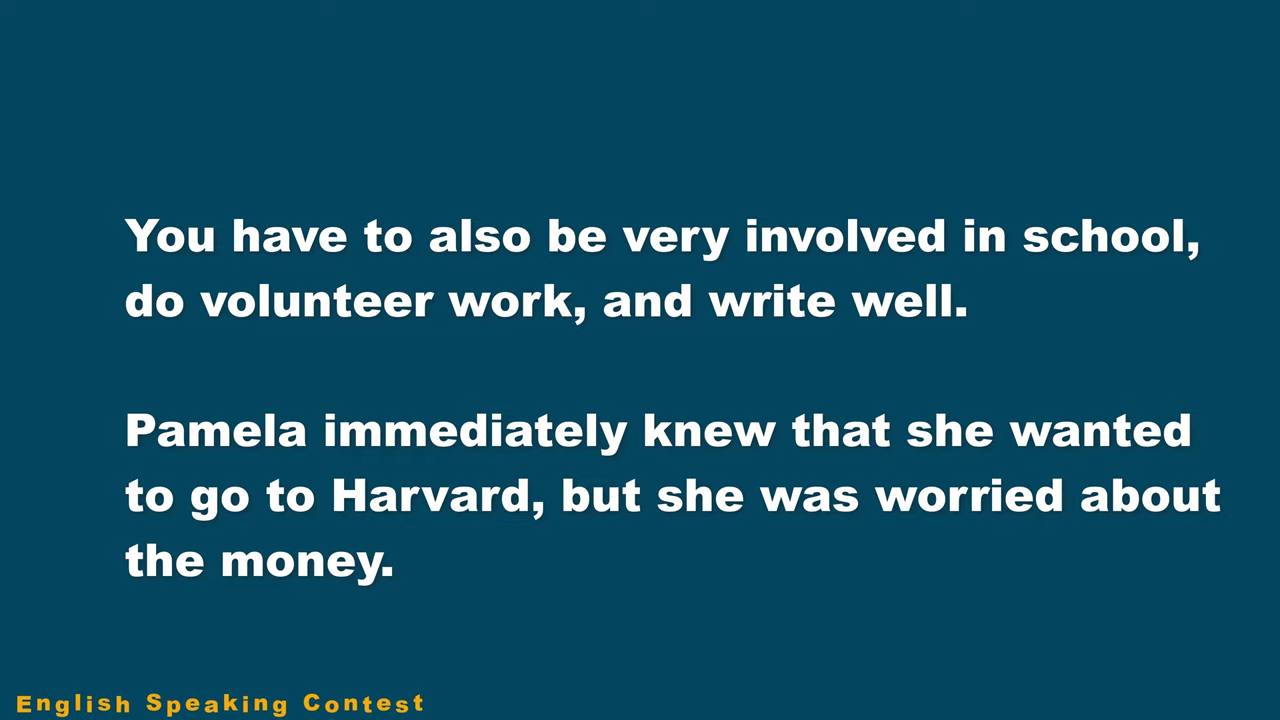 You have to also be very involved in school,
do volunteer work, and write well.
Pamela immediately knew that she wanted
to go to Harvard, but she was worried about
the money.
English Speaking Contest